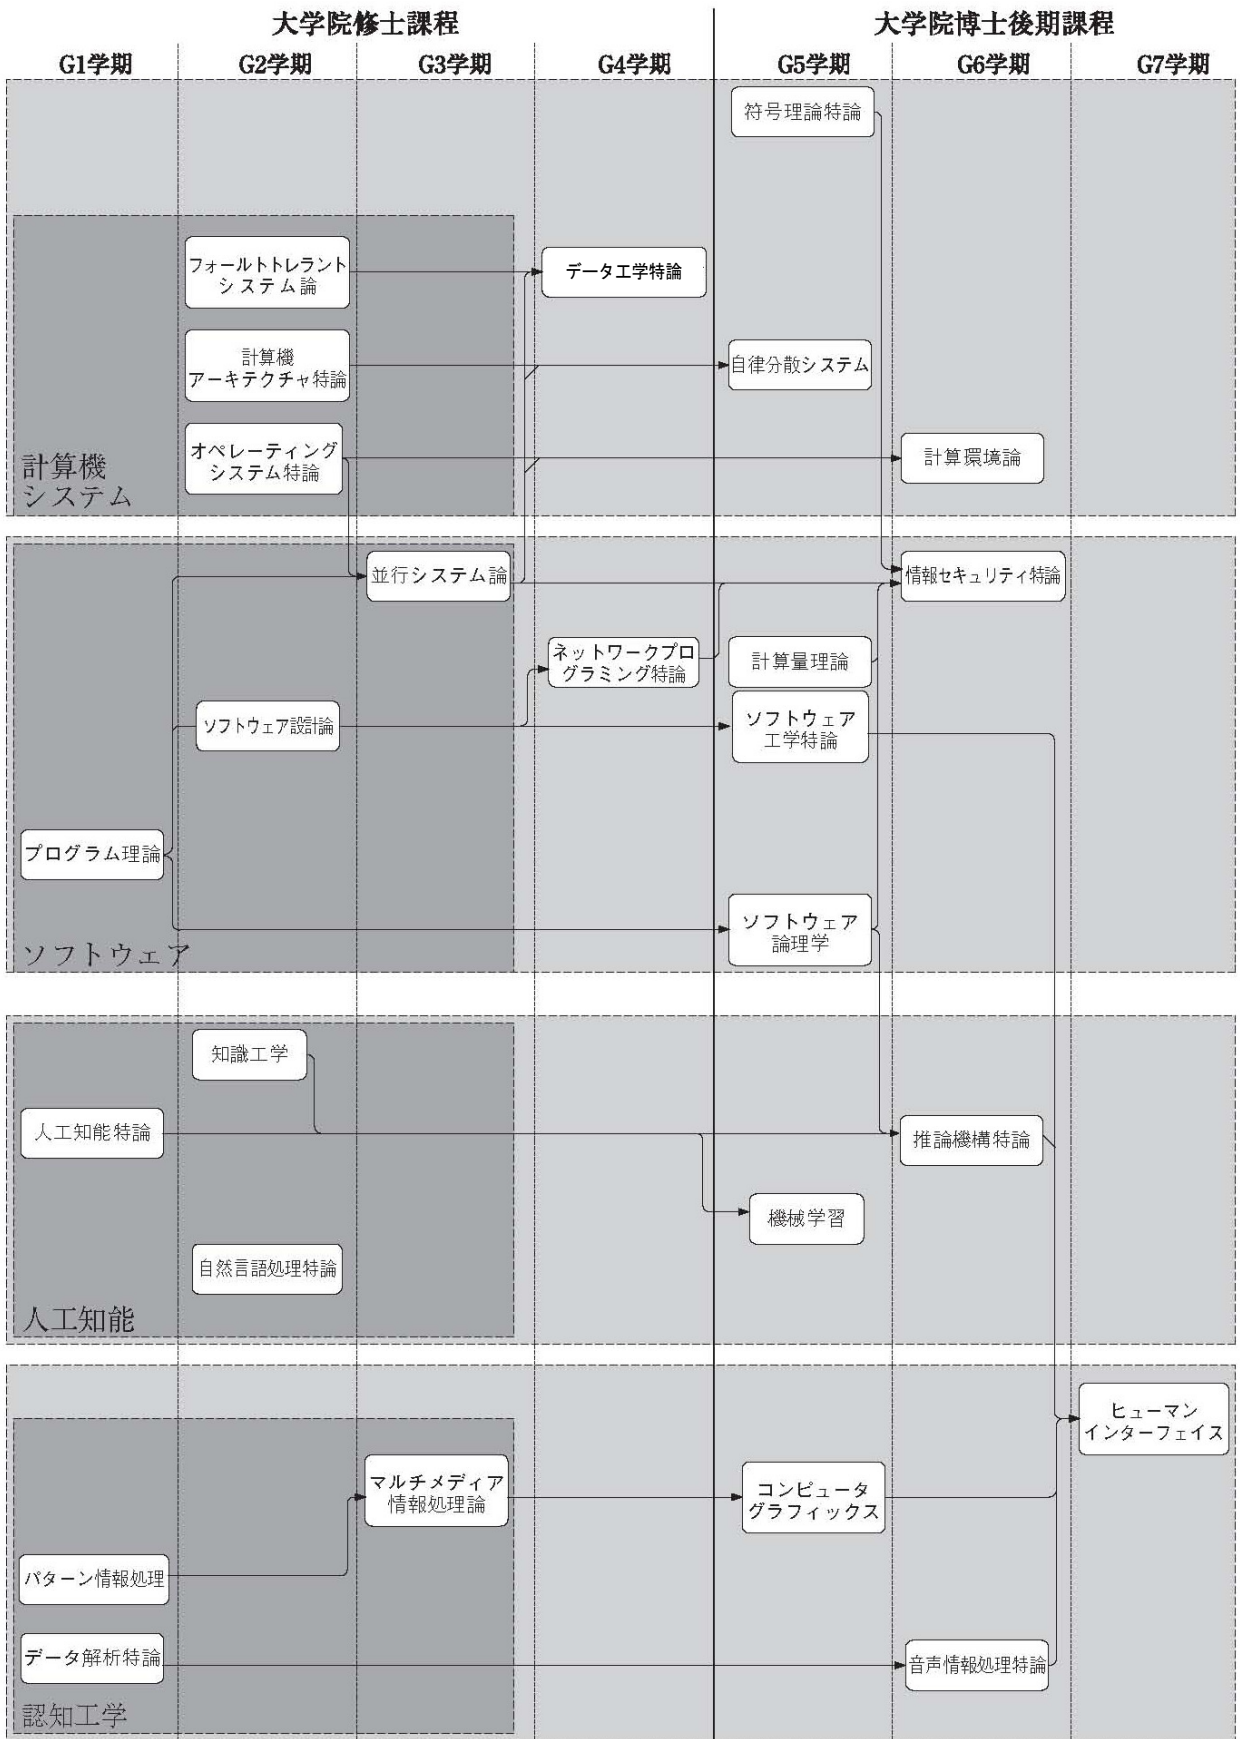 大学院修士課程
大学院博士後期課程
G1学期
G2学期
G3学期
G4学期
G5学期
G6学期
G7学期
符号理論特論
フォールトトレラント
システム論
データ工学特論
計算機
アーキテクチャ特論
自律分散システム
オペレーティング
システム特論
計算環境論
計算機
システム
並行システム論
情報セキュリティ特論
ネットワークプロ
グラミング特論
計算量理論
ソフトウェア設計論
ソフトウェア
工学特論
プログラム理論
ソフトウェア
論理学
ソフトウェア
知識工学
人工知能特論
推論機構特論
機械学習
自然言語処理特論
人工知能
ヒューマン
インターフェイス
マルチメディア
情報処理論
コンピュータ
グラフィックス
パターン情報処理
データ解析特論
音声情報処理特論
認知工学